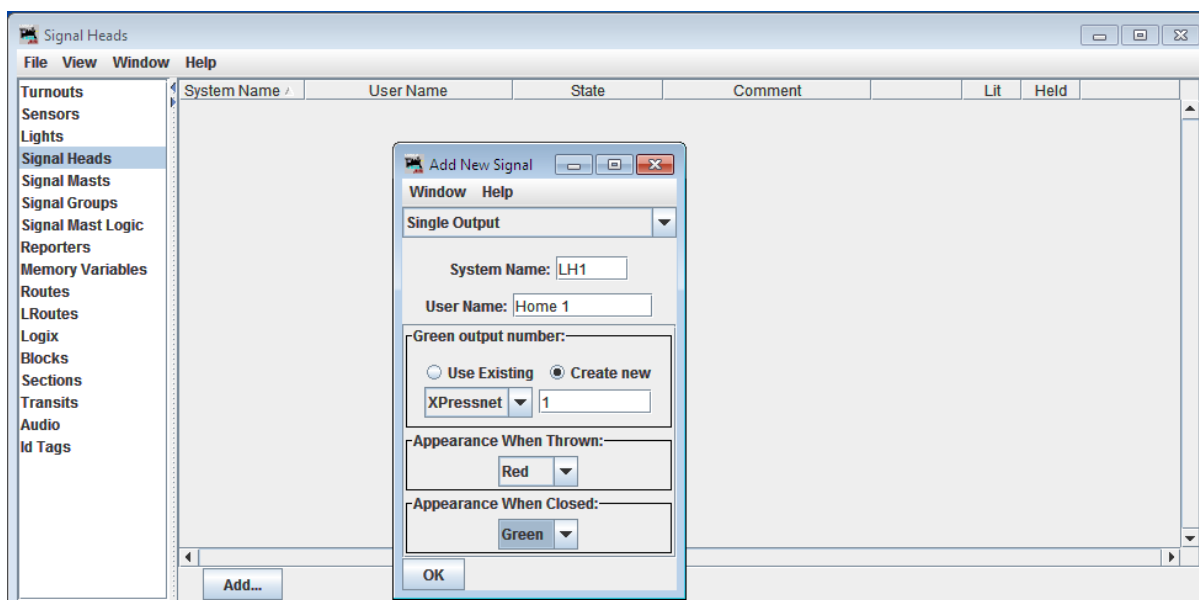 Signal Heads
File View Window Help
Turnouts
Sensors
Lights
Signal Heads
Signal Masts
Signal Groups
Signal Mast Logic
Reporters
Memory Variables
Routes
LRoutes
Logix
Blocks
Sections
Transits
Audio
Id Tags
System Name User Name State Comment Lit Held
Add New Signal
Window Help
Single Output
System Name: LH1
User Name: Home 1
Green output number:
Use Existing Create new
XPressnet 1
Appearance When Thrown:
Red
Appearance When Closed:
Green
OK
Add...